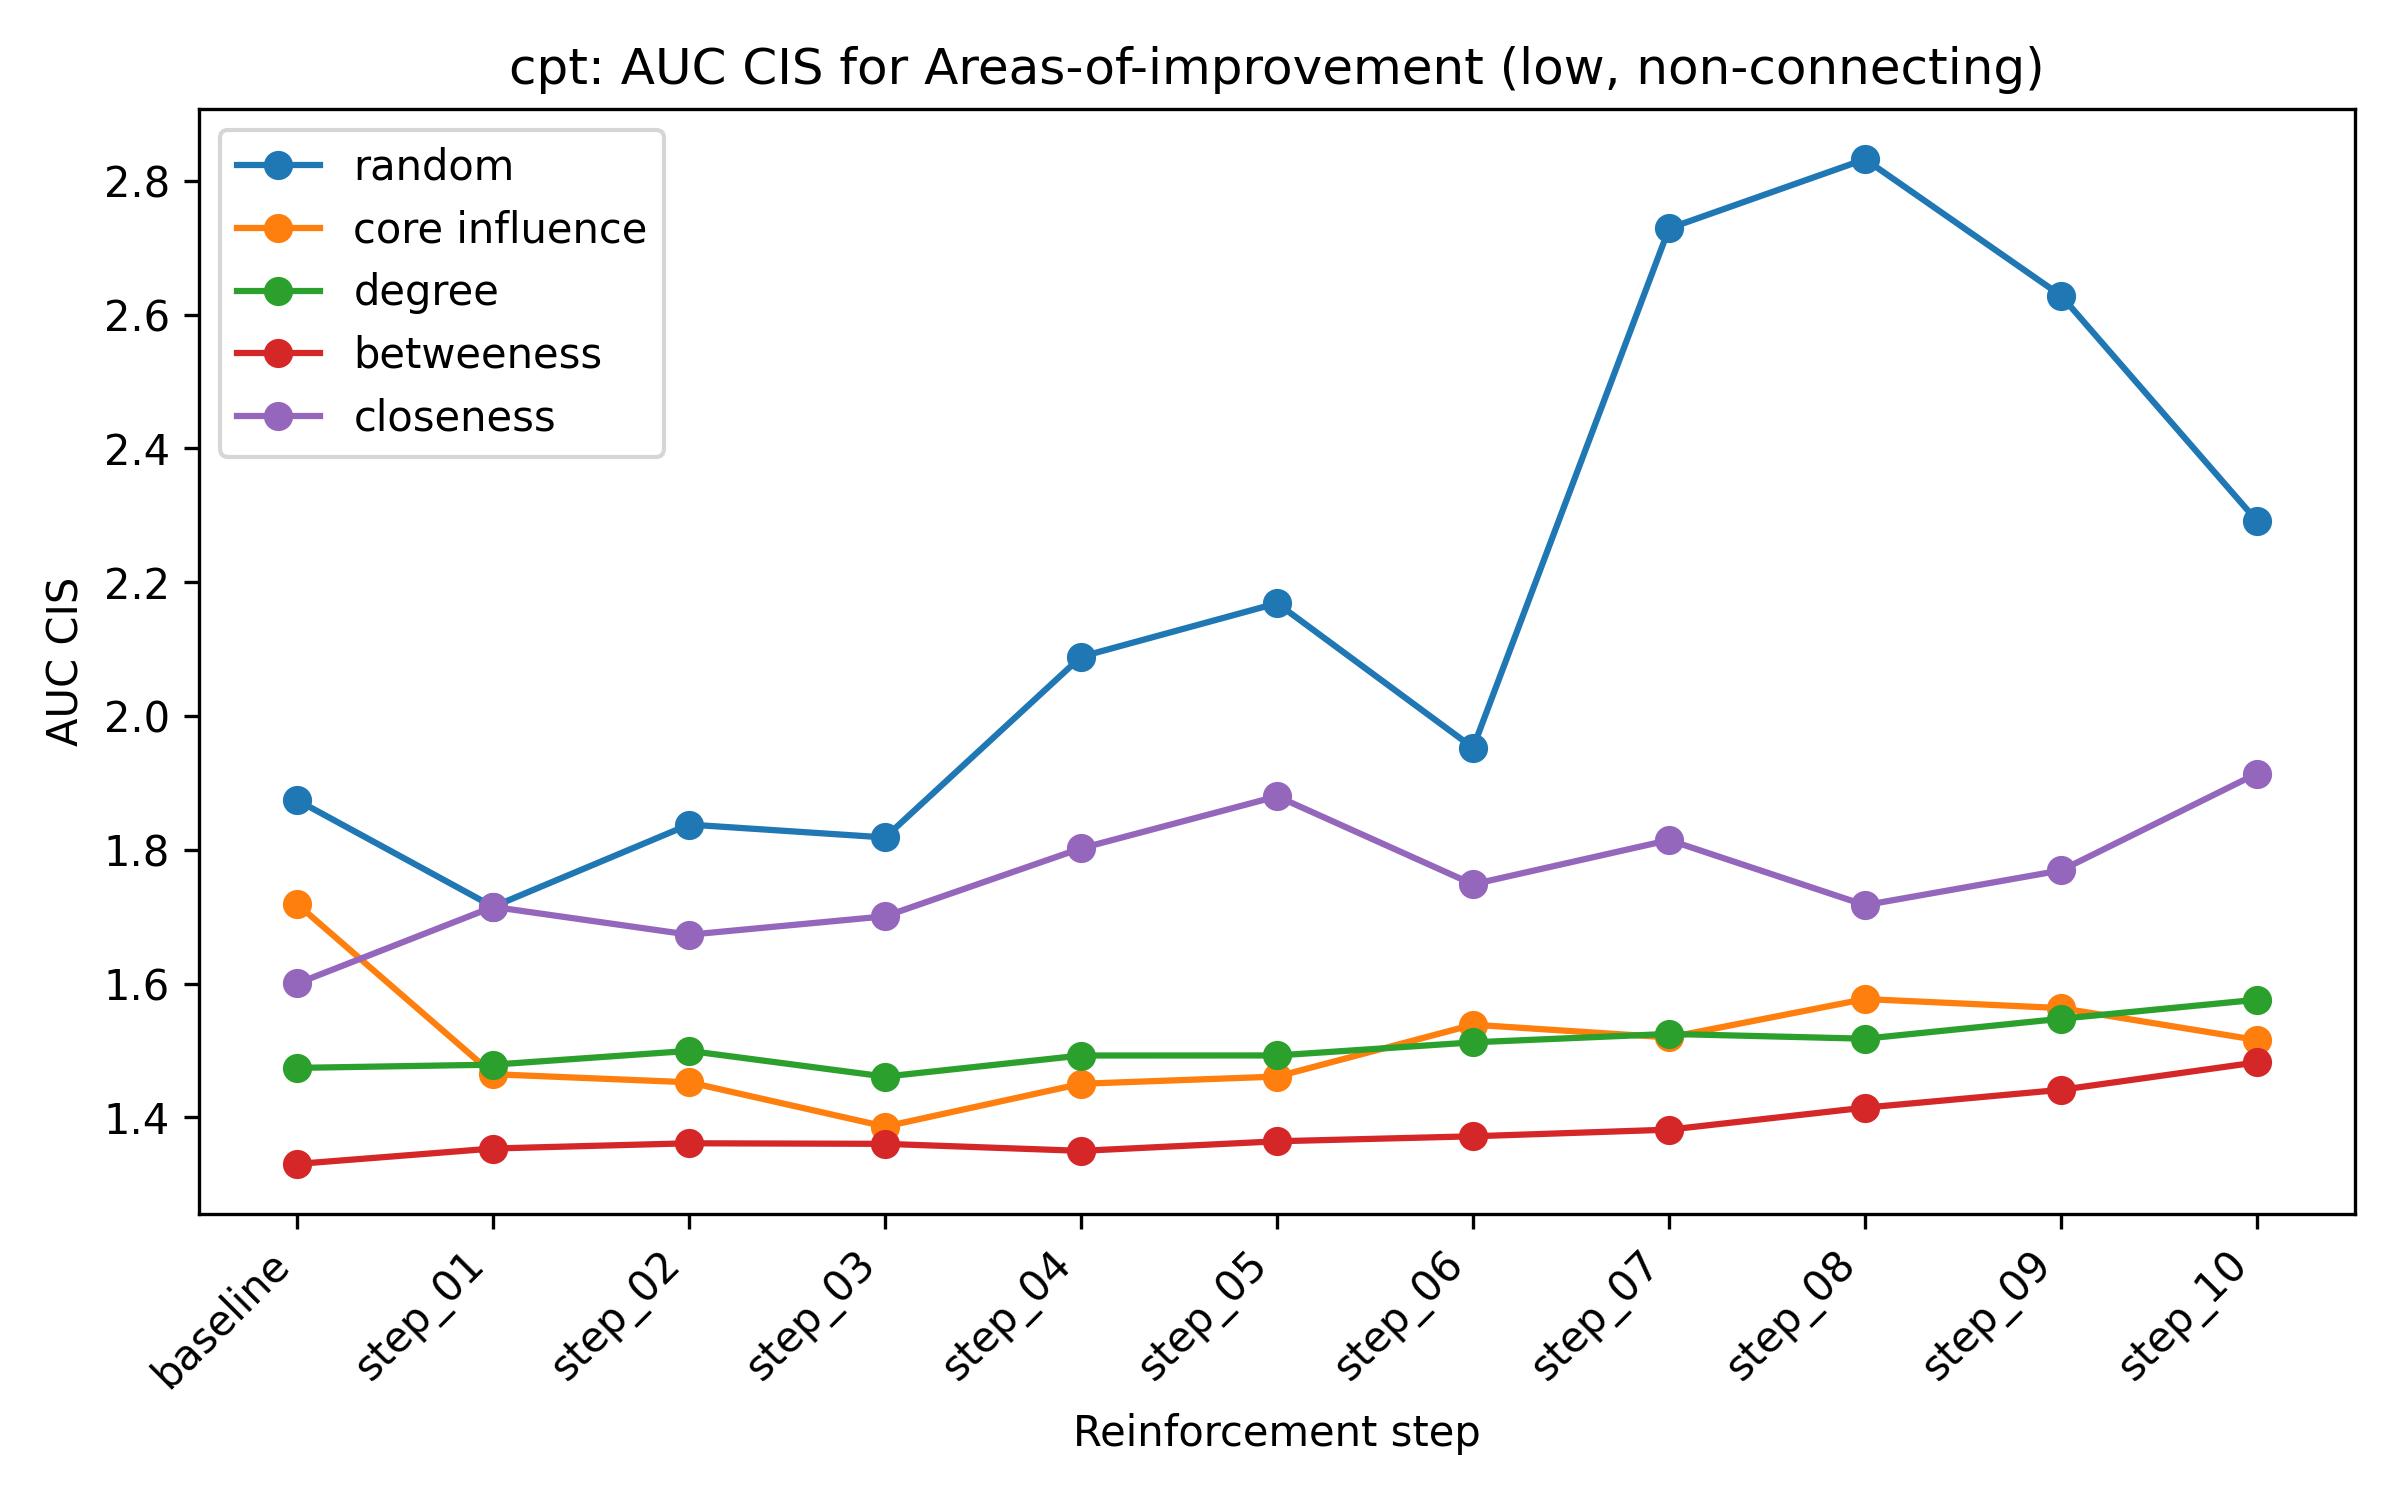 cpt: AUC CIS for Areas-of-improvement (low, non-connecting)
random
core influence
degree
betweeness
closeness
AUC CIS
2.8
2.6
2.4
2.2
2.0
1.8
1.6
1.4
baseline
step_01
step_02
step_03
step_04
step_05
step_06
step_07
step_08
step_09
step_10
Reinforcement step